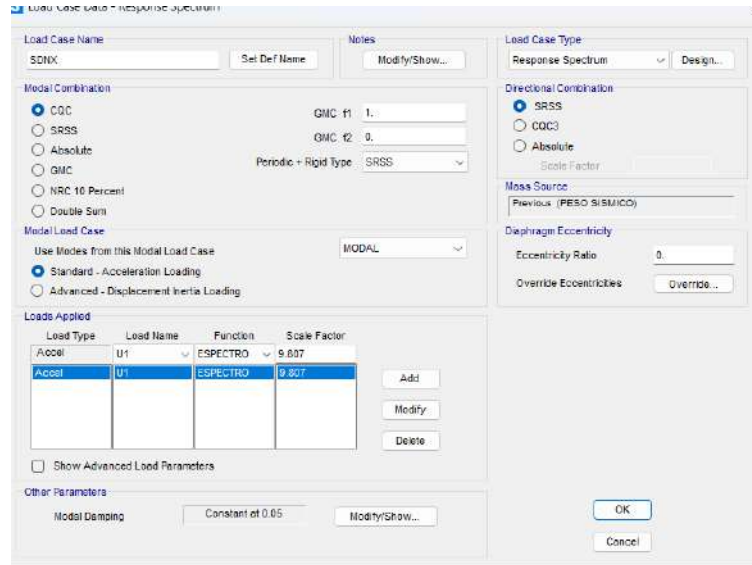 Load Case Data - Response Spectrum
Load Case Name
SDNX
Set Def Name
Notes
Modify/Show...
Load Case Type
Response Spectrum
Design...
Modal Combination
CQC
SRSS
Absolute
GMC
NRC 10 Percent
Double Sum
GMC f1 1.
GMC f2 0.
Periodic + Rigid Type SRSS
Directional Combination
SRSS
CQC3
Absolute
Scale Factor
Mass Source
Previous (PESO SISMICO)
Modal Load Case
Use Modes from this Modal Load Case MODAL
Standard - Acceleration Loading
Advanced - Displacement Inertia Loading
Diaphragm Eccentricity
Eccentricity Ratio 0.
Override Eccentricities Override...
Loads Applied
Load Type Load Name Function Scale Factor
Accel U1 ESPECTRO 9.807
Accel U1 ESPECTRO 9.807
Add
Modify
Delete
Show Advanced Load Parameters
Other Parameters
Modal Damping Constant at 0.05 Modify/Show...
OK
Cancel